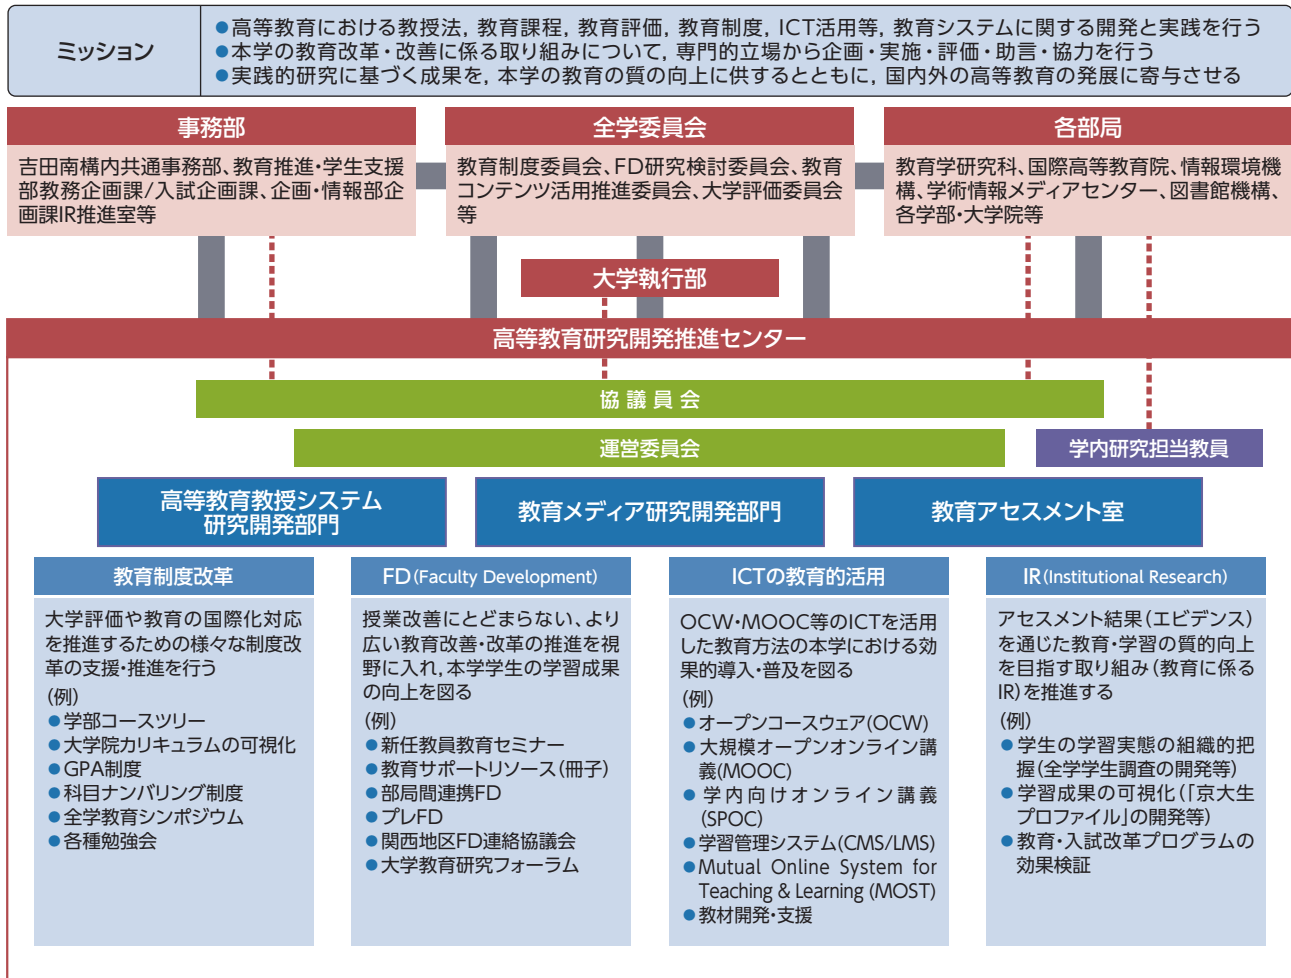 ミッション
●高等教育における教授法, 教育課程, 教育評価, 教育制度, ICT活用等, 教育システムに関する開発と実践を行う
●本学の教育改革・改善に係る取り組みについて, 専門的立場から企画・実施・評価・助言・協力を行う
●実践的研究に基づく成果を, 本学の教育の質の向上に供するとともに, 国内外の高等教育の発展に寄与させる
事務部
吉田南構内共通事務部、教育推進・学生支援
部教務企画課/入試企画課、企画・情報部企
画課IR推進室等
全学委員会
教育制度委員会、FD研究検討委員会、教育
コンテンツ活用推進委員会、大学評価委員会
等
各部局
教育学研究科、国際高等教育院、情報環境機
構、学術情報メディアセンター、図書館機構、
各学部・大学院等
大学執行部
高等教育研究開発推進センター
協議員会
運営委員会
学内研究担当教員
高等教育教授システム
研究開発部門
教育メディア研究開発部門
教育アセスメント室
教育制度改革
大学評価や教育の国際化対応
を推進するための様々な制度改
革の支援・推進を行う
(例)
●学部コースツリー
●大学院カリキュラムの可視化
●GPA制度
●科目ナンバリング制度
●全学教育シンポジウム
●各種勉強会
FD(Faculty Development)
授業改善にとどまらない、より
広い教育改善・改革の推進を視
野に入れ, 本学学生の学習成果
の向上を図る
(例)
●新任教員教育セミナー
●教育サポートリソース(冊子)
●部局間連携FD
●プレFD
●関西地区FD連絡協議会
●大学教育研究フォーラム
ICTの教育的活用
OCW・MOOC等のICTを活用
した教育方法の本学における効
果的導入・普及を図る
(例)
●オープンコースウェア(OCW)
●大規模オープンオンライン講
義(MOOC)
●学内向けオンライン講義
(SPOC)
●学習管理システム(CMS/LMS)
●Mutual Online System for
Teaching & Learning (MOST)
●教材開発・支援
IR(Institutional Research)
アセスメント結果(エビデンス)
を通じた教育・学習の質的向上
を目指す取り組み(教育に係る
IR)を推進する
(例)
●学生の学習実態の組織的把
握(全学学生調査の開発等)
●学習成果の可視化(「京大生
プロファイル」の開発等)
●教育・入試改革プログラムの
効果検証